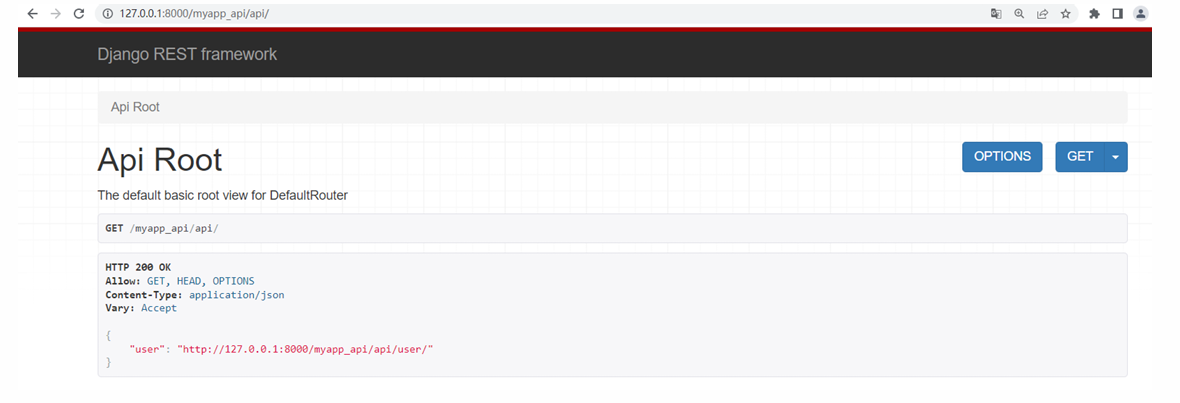 127.0.0.1:8000/myapp_api/api/
Django REST framework
Api Root
Api Root
OPTIONS
GET
The default basic root view for DefaultRouter
GET /myapp_api/api/
HTTP 200 OK
Allow: GET, HEAD, OPTIONS
Content-Type: application/json
Vary: Accept
{
"user": "http://127.0.0.1:8000/myapp_api/api/user/"
}